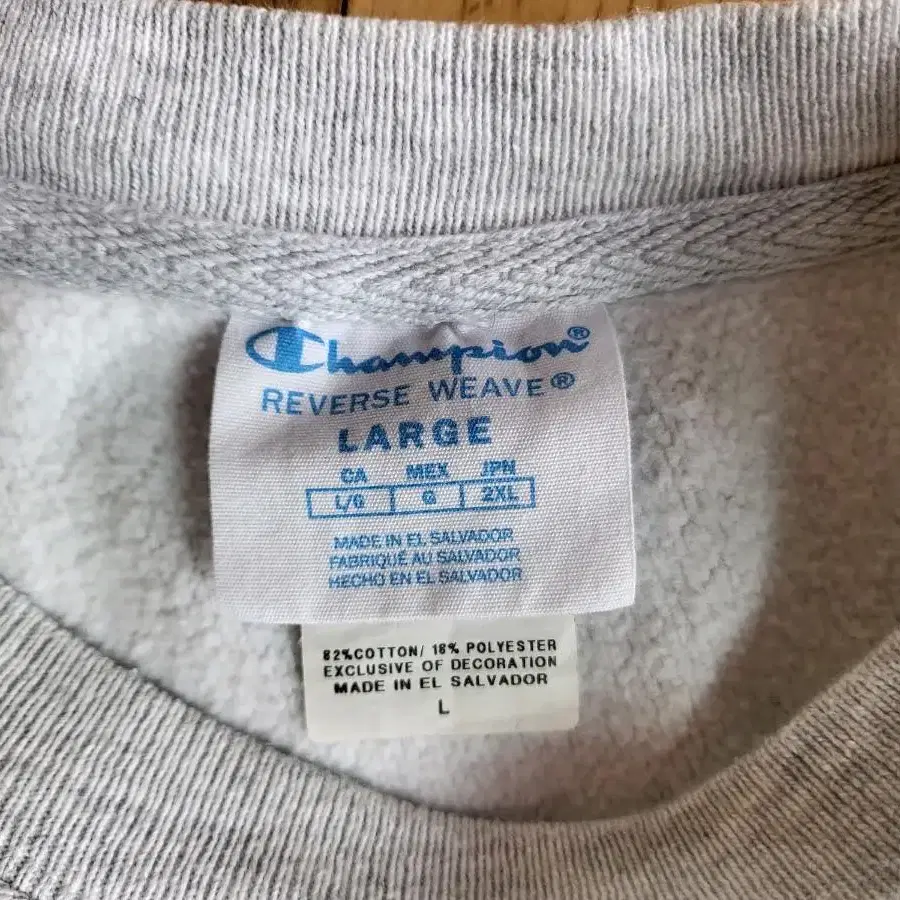 Champion®
REVERSE WEAVE®
LARGE
CA MEX JPN
L/G G 2XL
MADE IN EL SALVADOR
FABRIQUÉ AU SALVADOR
HECHO EN EL SALVADOR
82%COTTON/ 18% POLYESTER
EXCLUSIVE OF DECORATION
MADE IN EL SALVADOR
L